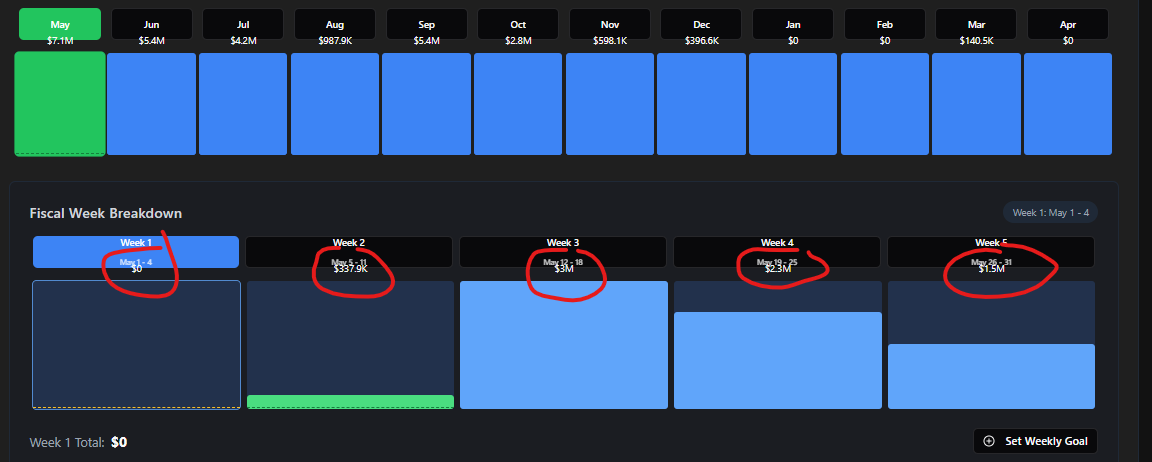 May Jun Jul Aug Sep Oct Nov Dec Jan Feb Mar Apr
$7.1M $5.4M $4.2M $987.9K $5.4M $2.8M $598.1K $396.6K $0 $0 $140.5K $0
Fiscal Week Breakdown Week 1: May 1 - 4
Week 1 Week 2 Week 3 Week 4 Week 5
May 1 - 4 May 5 - 11 May 12 - 18 May 19 - 25 May 26 - 31
$0 $337.9K $3M $2.3M $1.5M
Week 1 Total: $0 Set Weekly Goal